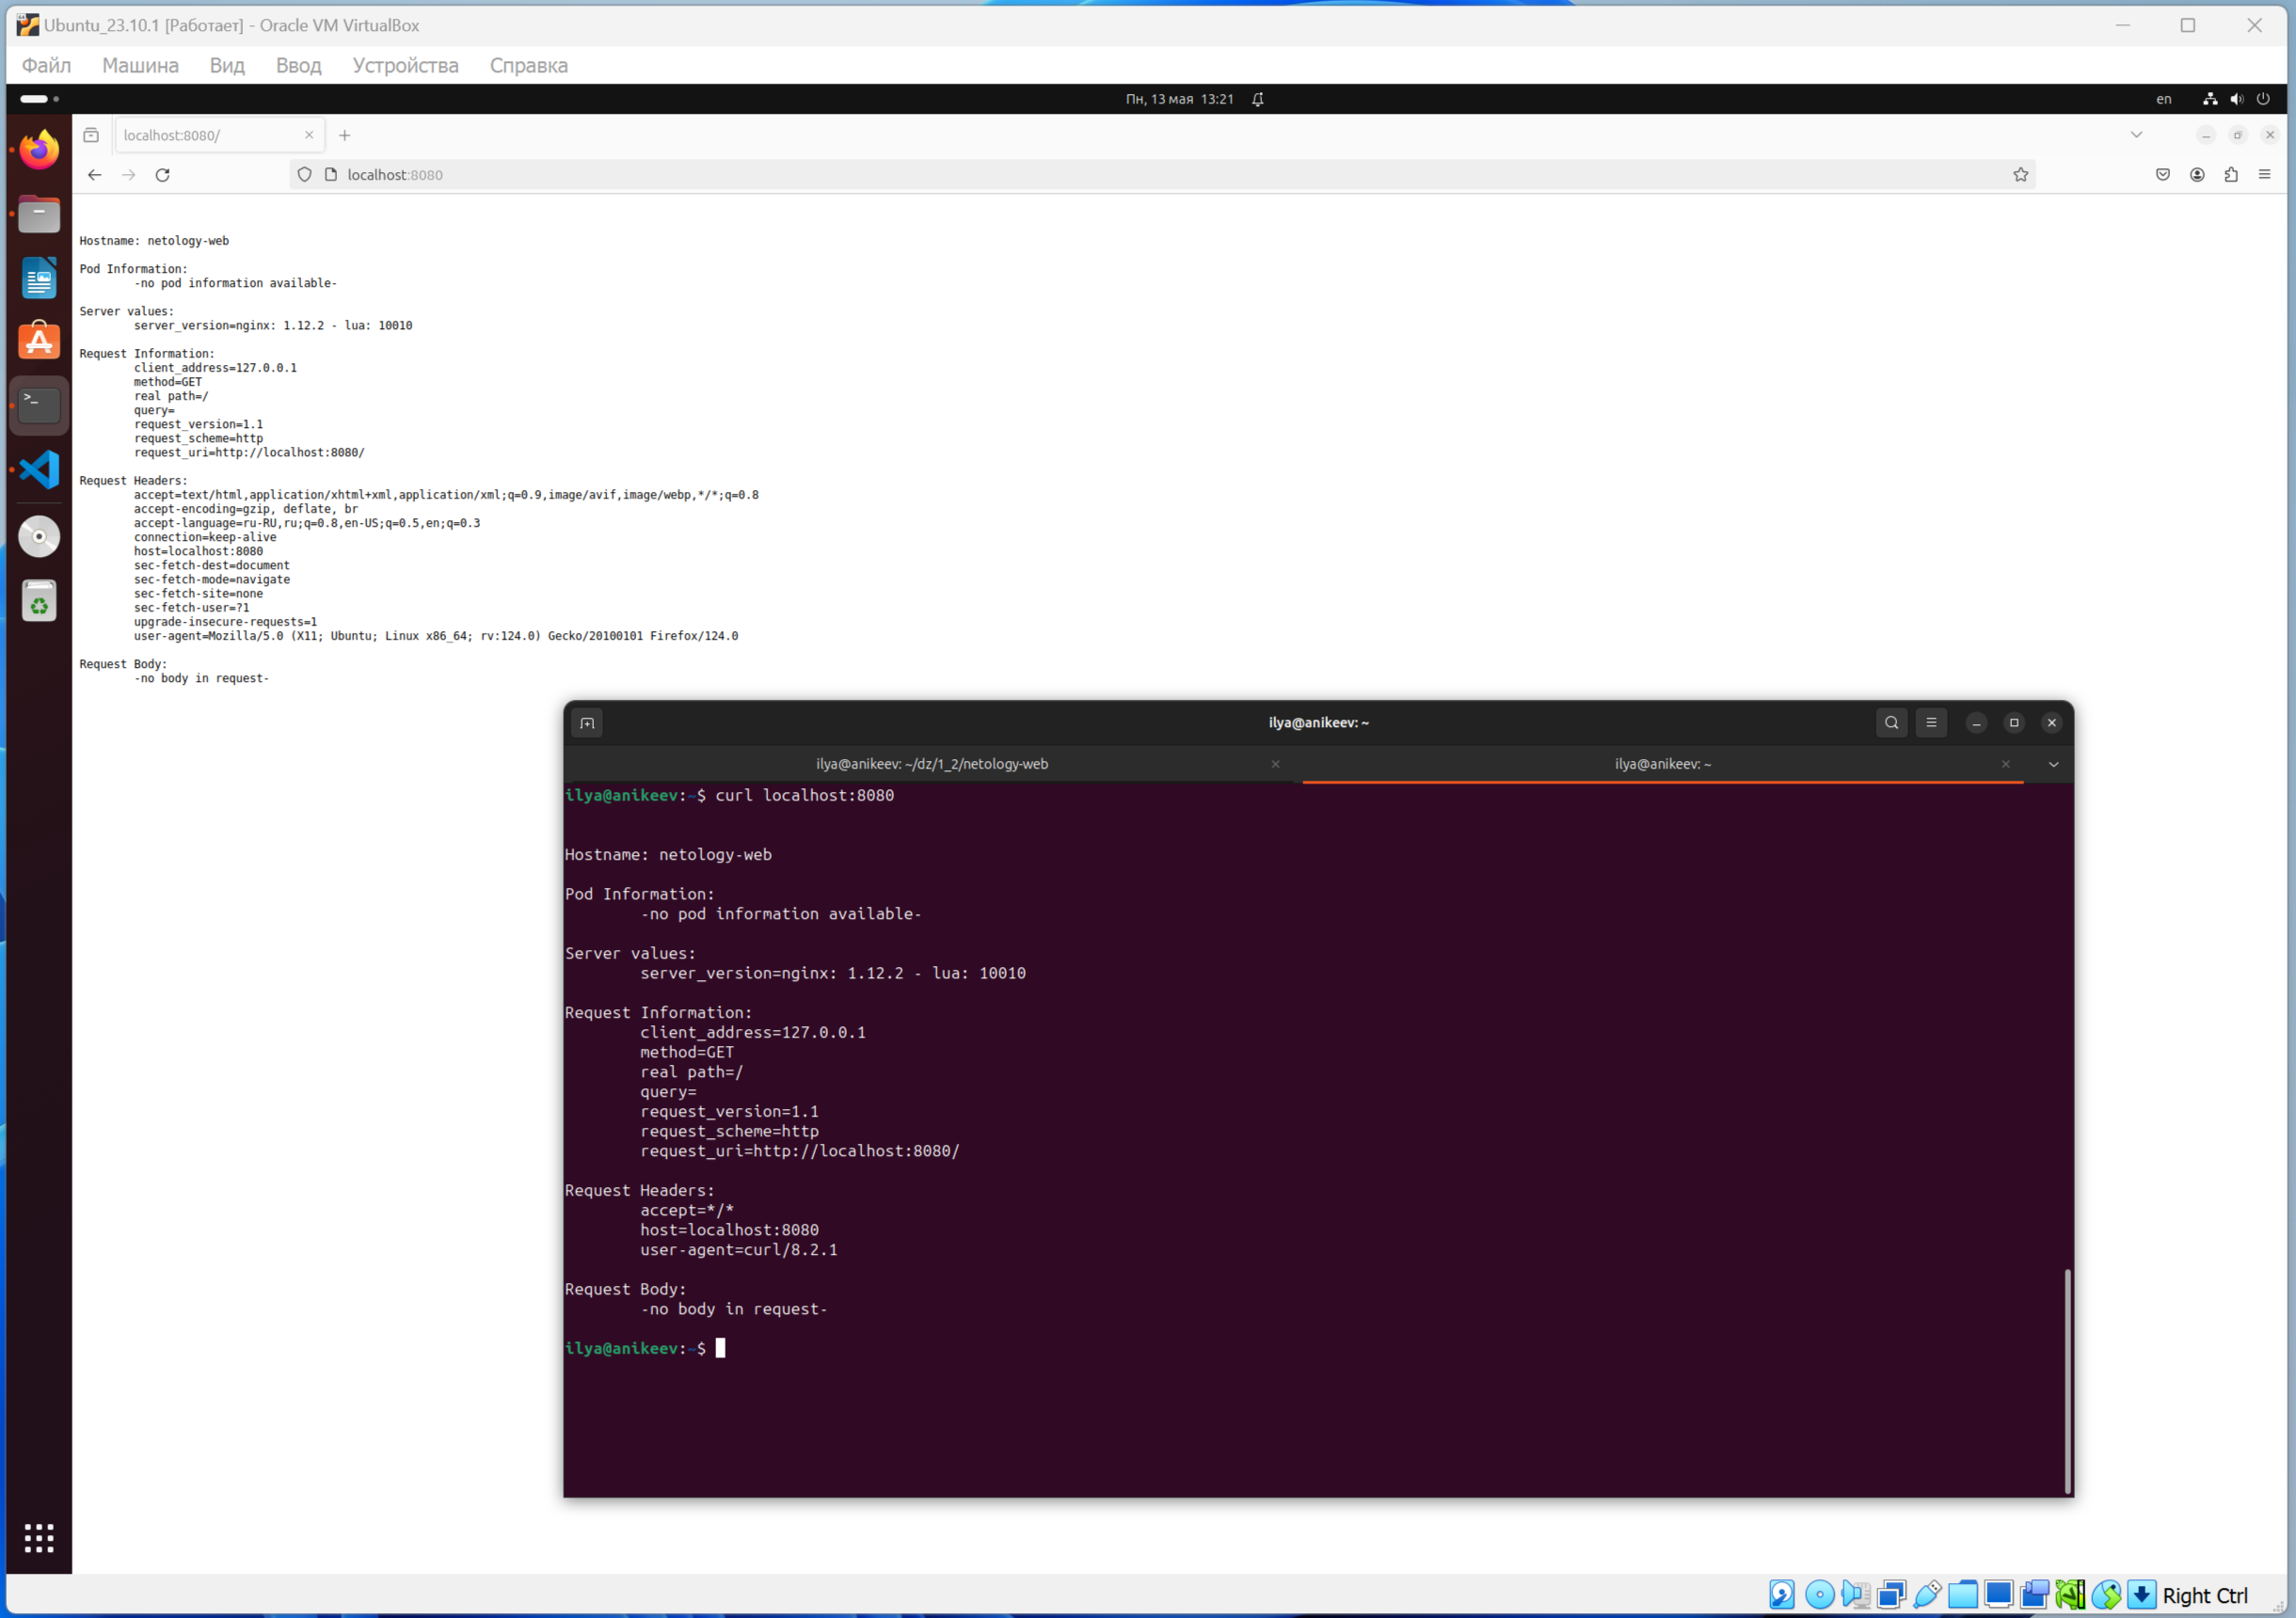 Ubuntu_23.10.1 [Работает] - Oracle VM VirtualBox
Файл Машина Вид Ввод Устройства Справка
Пн, 13 мая 13:21
en
localhost:8080/
localhost:8080
Hostname: netology-web
Pod Information:
-no pod information available-
Server values:
server_version=nginx: 1.12.2 - lua: 10010
Request Information:
client_address=127.0.0.1
method=GET
real path=/
query=
request_version=1.1
request_scheme=http
request_uri=http://localhost:8080/
Request Headers:
accept=text/html,application/xhtml+xml,application/xml;q=0.9,image/avif,image/webp,*/*;q=0.8
accept-encoding=gzip, deflate, br
accept-language=ru-RU,ru;q=0.8,en-US;q=0.5,en;q=0.3
connection=keep-alive
host=localhost:8080
sec-fetch-dest=document
sec-fetch-mode=navigate
sec-fetch-site=none
sec-fetch-user=?1
upgrade-insecure-requests=1
user-agent=Mozilla/5.0 (X11; Ubuntu; Linux x86_64; rv:124.0) Gecko/20100101 Firefox/124.0
Request Body:
-no body in request-
ilya@anikeev: ~
ilya@anikeev: ~/dz/1_2/netology-web
ilya@anikeev: ~
ilya@anikeev:~$ curl localhost:8080
Hostname: netology-web
Pod Information:
-no pod information available-
Server values:
server_version=nginx: 1.12.2 - lua: 10010
Request Information:
client_address=127.0.0.1
method=GET
real path=/
query=
request_version=1.1
request_scheme=http
request_uri=http://localhost:8080/
Request Headers:
accept=*/*
host=localhost:8080
user-agent=curl/8.2.1
Request Body:
-no body in request-
ilya@anikeev:~$
Right Ctrl